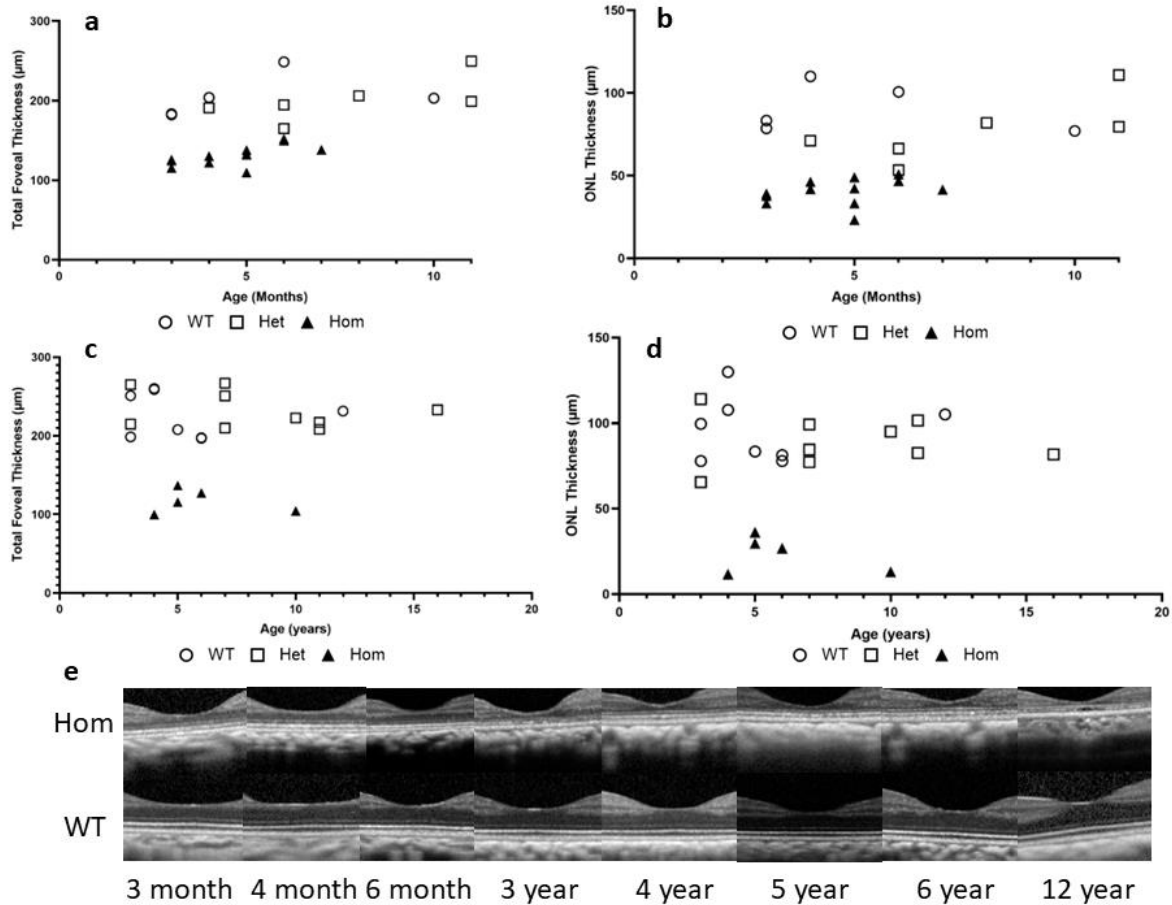 a
300
200
100
0
Total Foveal Thickness (µm)
0 5 10
Age (Months)
WT Het Hom
b
150
100
50
0
ONL Thickness (µm)
0 5 10
Age (Months)
WT Het Hom
c
300
200
100
0
Total Foveal Thickness (µm)
0 5 10 15 20
Age (years)
WT Het Hom
d
150
100
50
0
ONL Thickness (µm)
0 5 10 15 20
Age (years)
WT Het Hom
e
Hom
WT
3 month 4 month 6 month 3 year 4 year 5 year 6 year 12 year